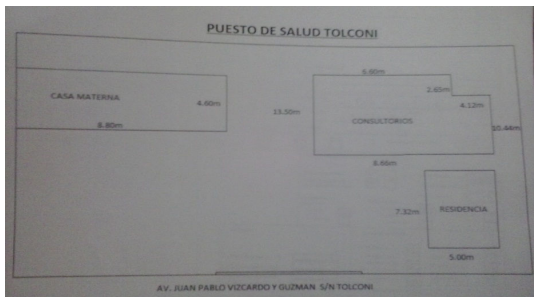 PUESTO DE SALUD TOLCONI
6.60m
2.65m
CASA MATERNA
4.60m
4.12m
13.50m
CONSULTORIOS
10.44m
8.80m
8.66m
7.32m
RESIDENCIA
5.00m
AV. JUAN PABLO VIZCARDO Y GUZMAN S/N TOLCONI